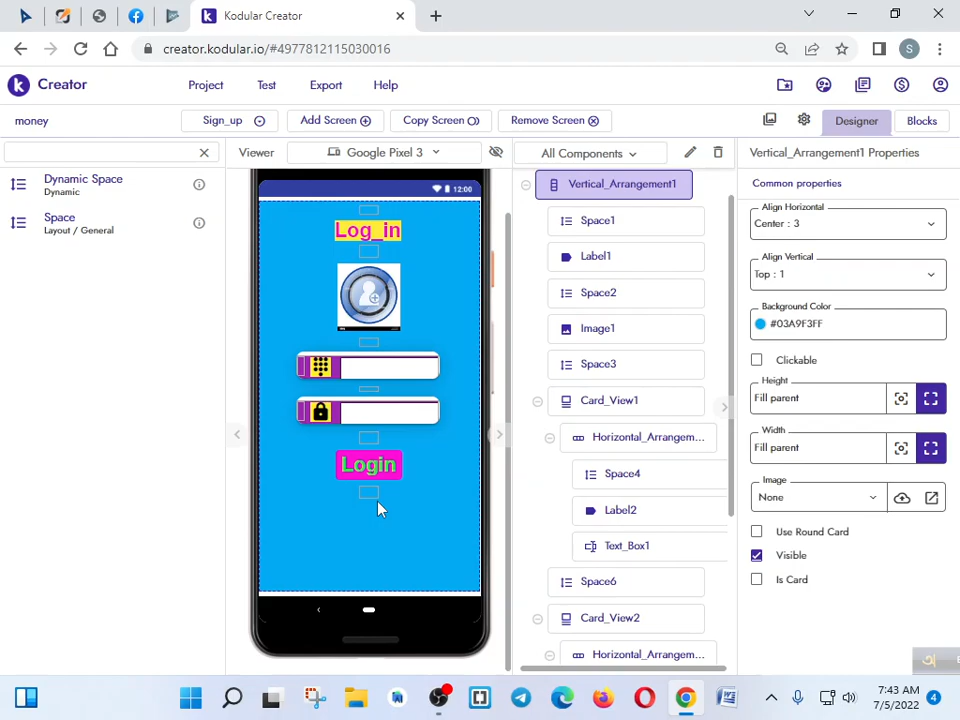 Kodular Creator
creator.kodular.io/#4977812115030016
S
Creator
Project
Test
Export
Help
money
Sign_up
Add Screen
Copy Screen
Remove Screen
Designer
Blocks
Viewer
Google Pixel 3
All Components
Vertical_Arrangement1 Properties
Dynamic Space
Dynamic
Space
Layout / General
12:00
Log_in
Login
Vertical_Arrangement1
Space1
Label1
Space2
Image1
Space3
Card_View1
Horizontal_Arrangem...
Space4
Label2
Text_Box1
Space6
Card_View2
Horizontal_Arrangem...
Common properties
Align Horizontal
Center : 3
Align Vertical
Top : 1
Background Color
#03A9F3FF
Clickable
Height
Fill parent
Width
Fill parent
Image
None
Use Round Card
Visible
Is Card
7:43 AM
7/5/2022
4